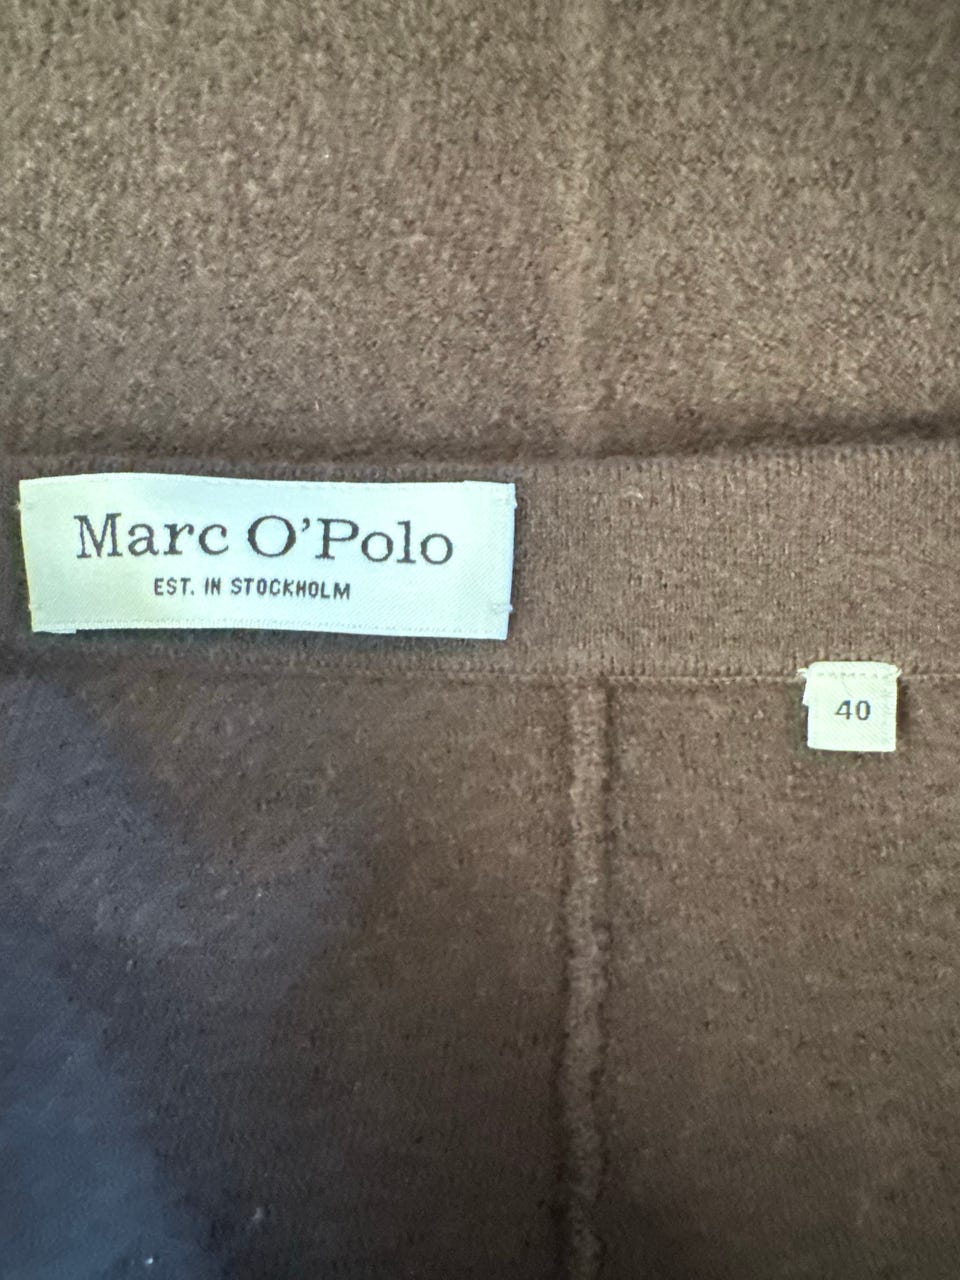 Marc O'Polo
EST. IN STOCKHOLM
40